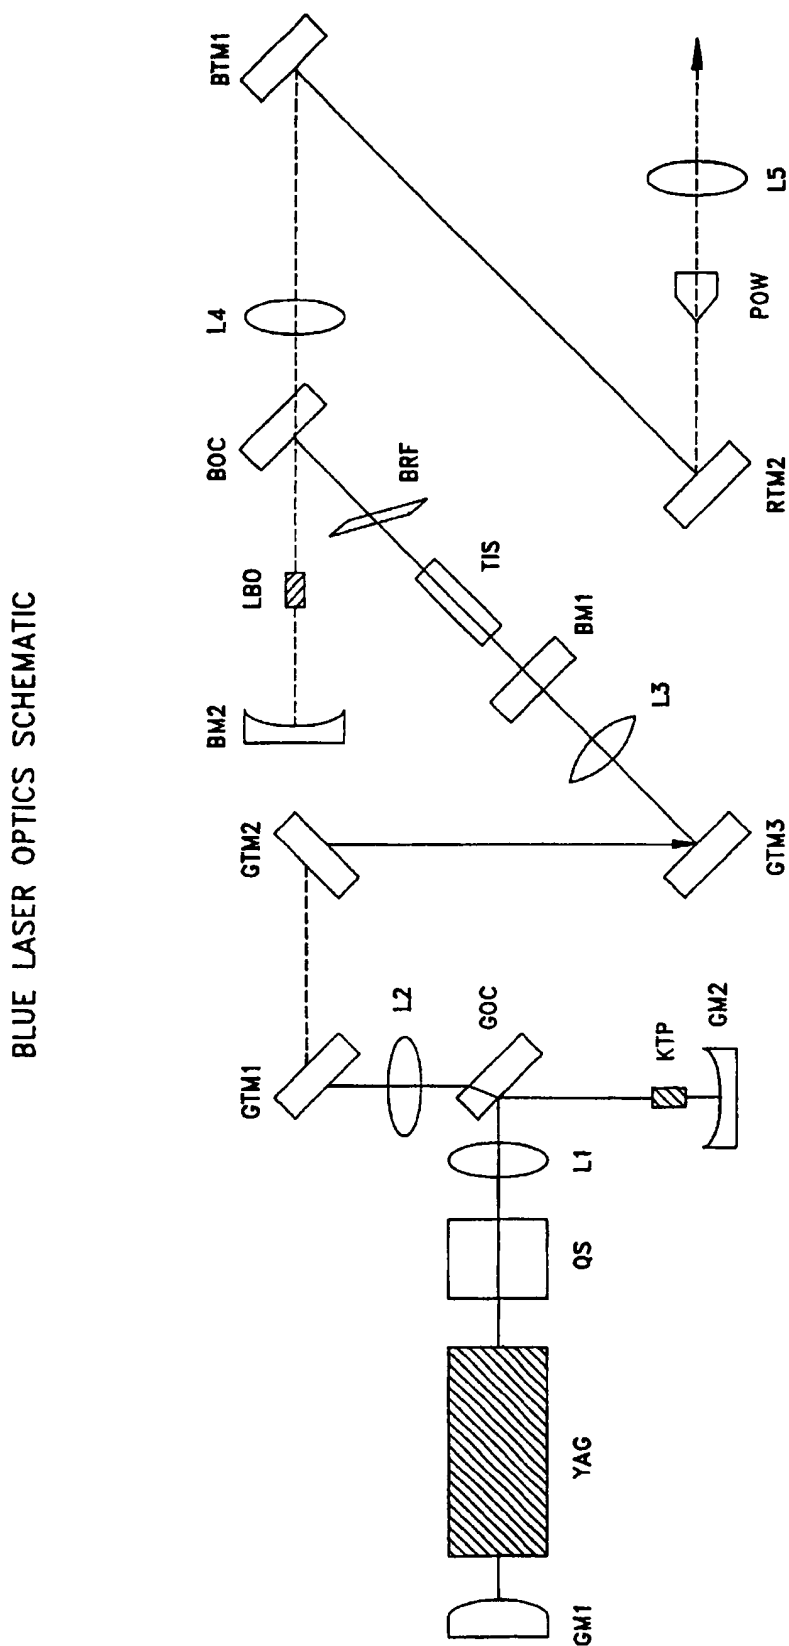 BLUE LASER OPTICS SCHEMATIC
GM1
YAG
QS
L1
KTP
GM2
GOC
L2
GTM1
GTM2
GTM3
L3
BM1
TIS
BRF
BM2
LBO
BOC
L4
BTM1
RTM2
POW
L5